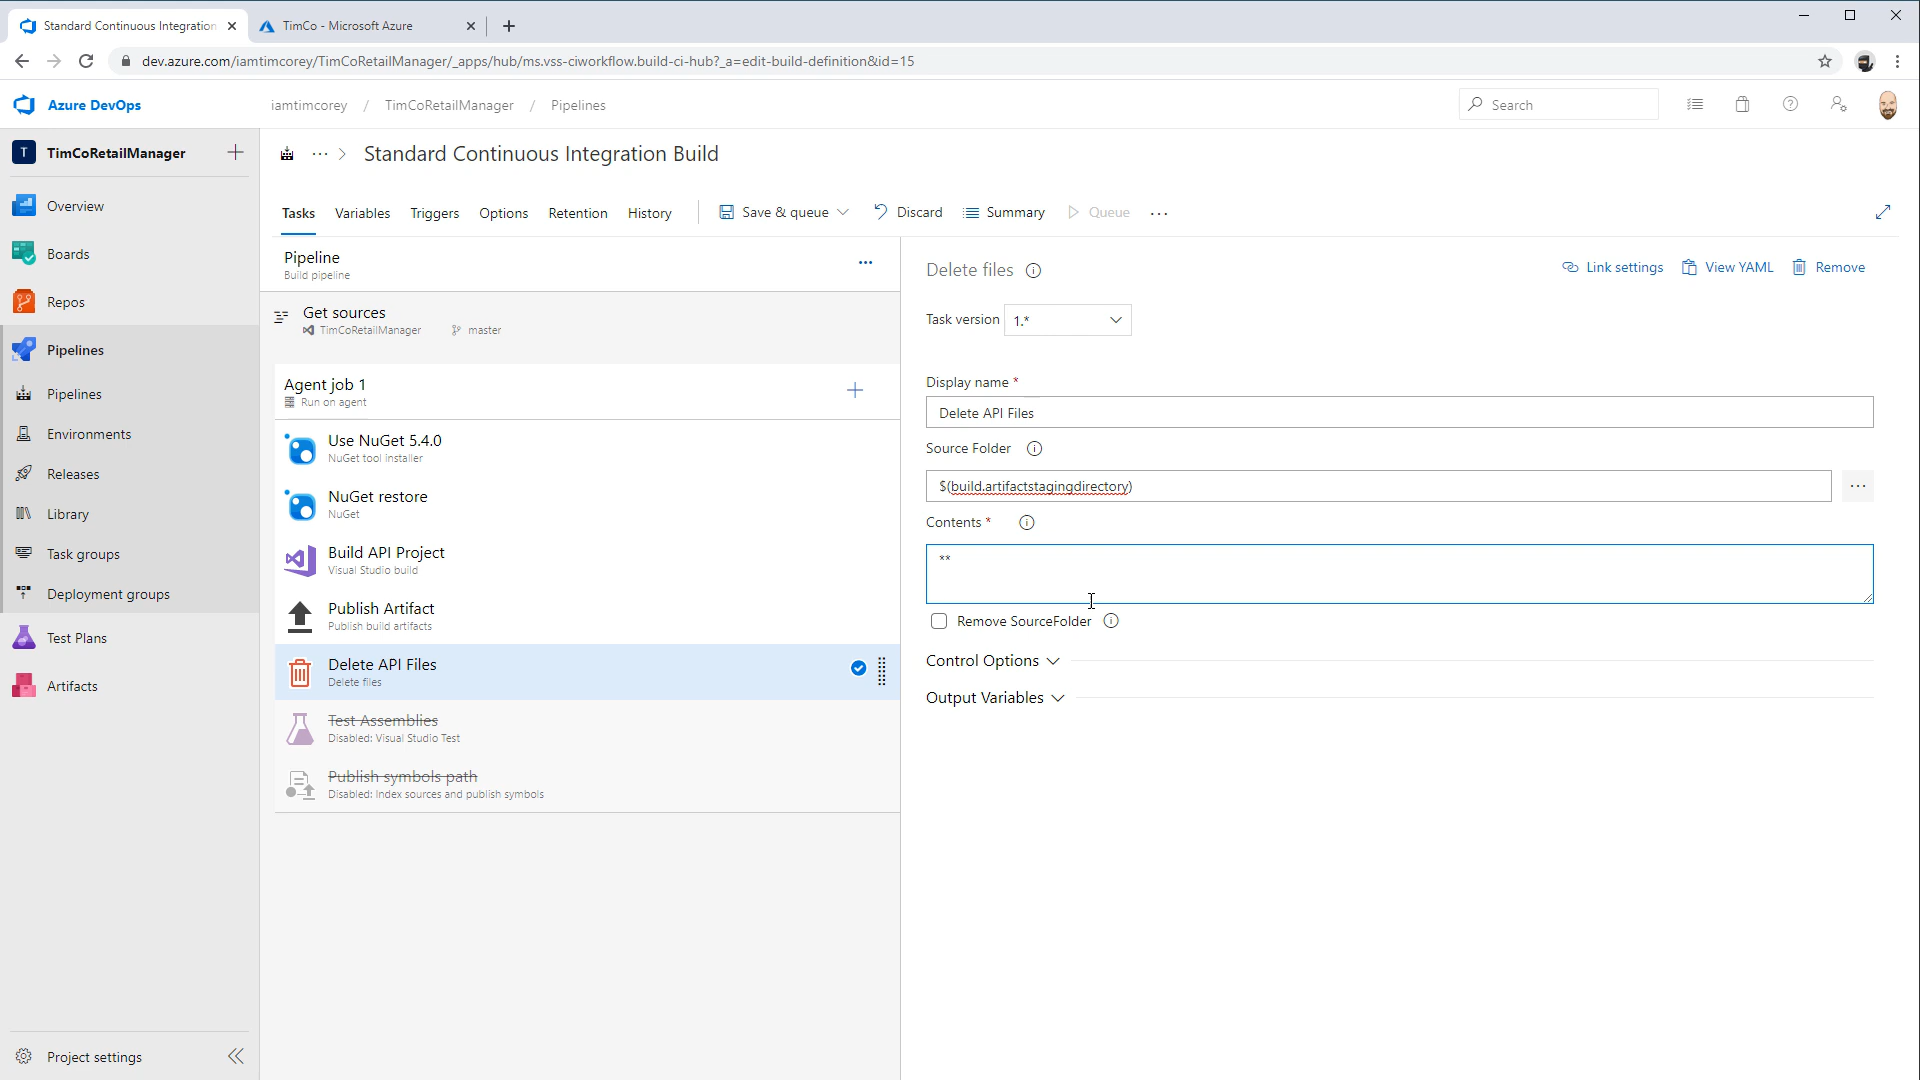 Standard Continuous Integration
TimCo - Microsoft Azure
dev.azure.com/iamtimcorey/TimCoRetailManager/_apps/hub/ms.vss-ciworkflow.build-ci-hub?_a=edit-build-definition&id=15
Azure DevOps
iamtimcorey / TimCoRetailManager / Pipelines
Search
T TimCoRetailManager
Standard Continuous Integration Build
Overview
Boards
Repos
Pipelines
Pipelines
Environments
Releases
Library
Task groups
Deployment groups
Test Plans
Artifacts
Project settings
Tasks Variables Triggers Options Retention History Save & queue Discard Summary Queue
Pipeline
Build pipeline
Get sources
TimCoRetailManager master
Agent job 1
Run on agent
Use NuGet 5.4.0
NuGet tool installer
NuGet restore
NuGet
Build API Project
Visual Studio build
Publish Artifact
Publish build artifacts
Delete API Files
Delete files
Test Assemblies
Disabled: Visual Studio Test
Publish symbols path
Disabled: Index sources and publish symbols
Delete files
Link settings View YAML Remove
Task version 1.*
Display name *
Delete API Files
Source Folder
$(build.artifactstagingdirectory)
Contents *
**
Remove SourceFolder
Control Options
Output Variables